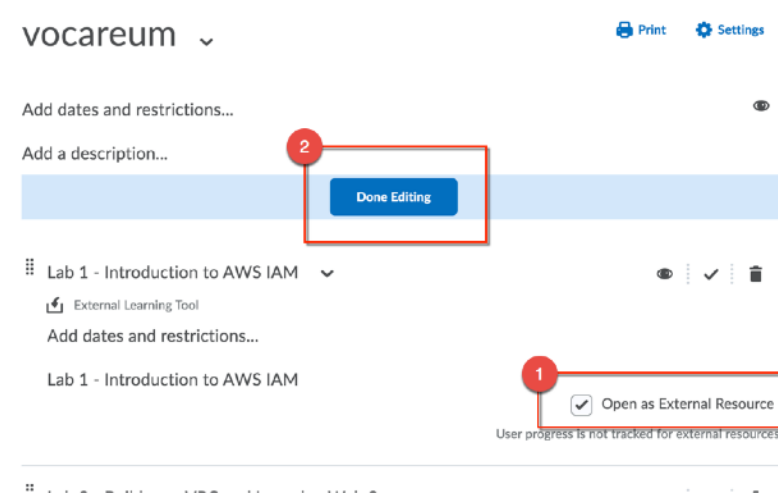 vocareum
Print Settings
Add dates and restrictions...
Add a description...
2
Done Editing
Lab 1 - Introduction to AWS IAM
External Learning Tool
Add dates and restrictions...
Lab 1 - Introduction to AWS IAM
1
Open as External Resource
User progress is not tracked for external resources